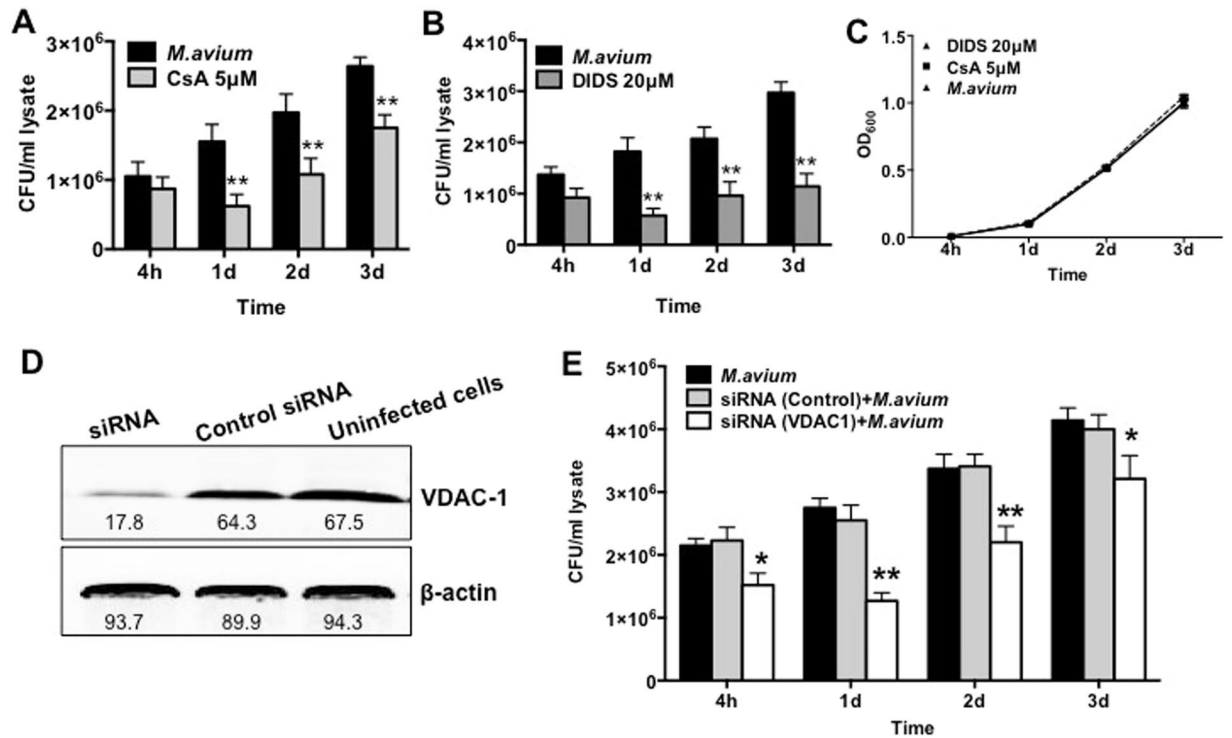 A
3×10⁶
2×10⁶
1×10⁶
0
CFU/ml lysate
M.avium
CsA 5μM
**
**
**
4h 1d 2d 3d
Time
B
4×10⁶
3×10⁶
2×10⁶
1×10⁶
0
CFU/ml lysate
M.avium
DIDS 20μM
**
**
**
4h 1d 2d 3d
Time
C
1.5
1.0
0.5
0.0
OD₆₀₀
DIDS 20μM
CsA 5μM
M.avium
4h 1d 2d 3d
Time
D
siRNA Control siRNA Uninfected cells
VDAC-1
17.8 64.3 67.5
β-actin
93.7 89.9 94.3
E
5×10⁶
4×10⁶
3×10⁶
2×10⁶
1×10⁶
0
CFU/ml lysate
M.avium
siRNA (Control)+M.avium
siRNA (VDAC1)+M.avium
*
**
**
*
4h 1d 2d 3d
Time